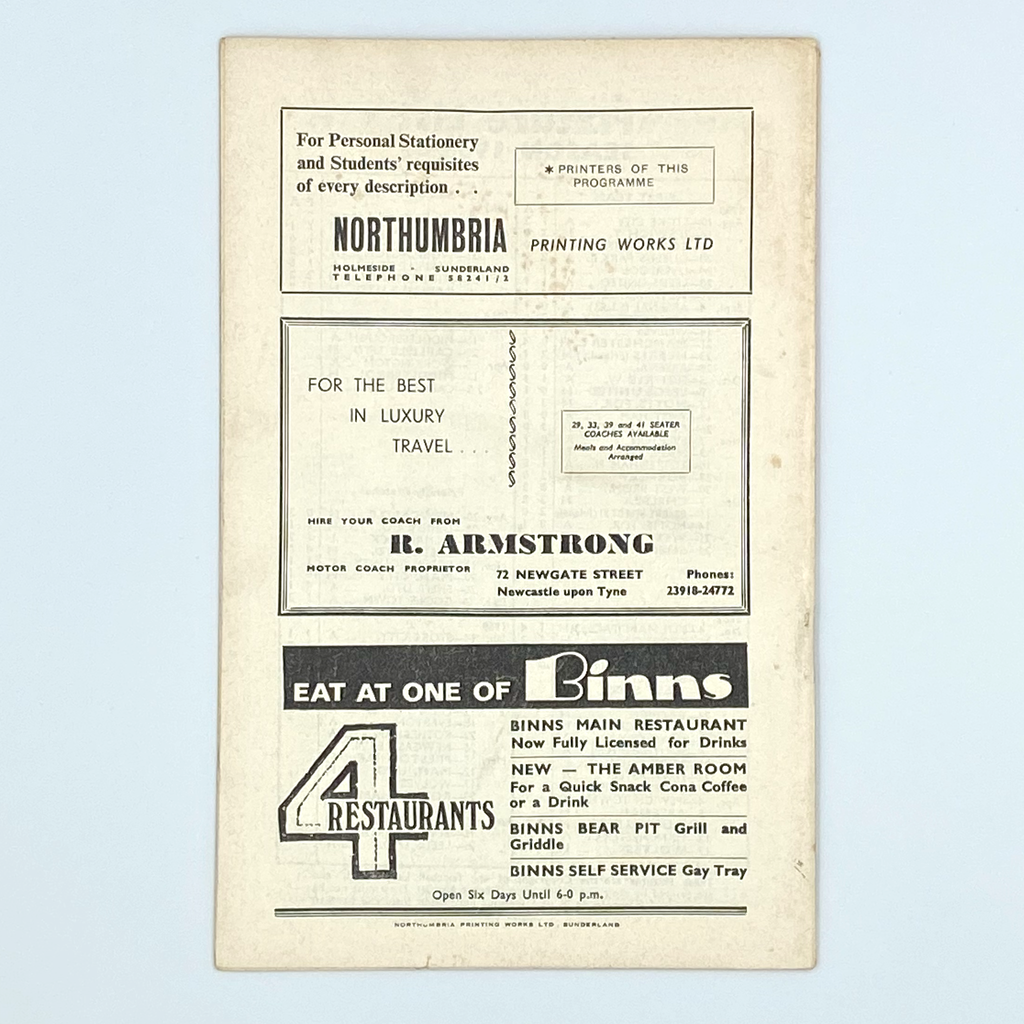 For Personal Stationery
and Students' requisites
of every description . .
* PRINTERS OF THIS
PROGRAMME
NORTHUMBRIA PRINTING WORKS LTD
HOLMESIDE - SUNDERLAND
TELEPHONE 58241/2
FOR THE BEST
IN LUXURY
TRAVEL . . .
29, 33, 39 and 41 SEATER
COACHES AVAILABLE
Meals and Accommodation
Arranged
HIRE YOUR COACH FROM
R. ARMSTRONG
MOTOR COACH PROPRIETOR
72 NEWGATE STREET
Newcastle upon Tyne
Phones:
23918-24772
EAT AT ONE OF Binns
4 RESTAURANTS
BINNS MAIN RESTAURANT
Now Fully Licensed for Drinks
NEW — THE AMBER ROOM
For a Quick Snack Cona Coffee
or a Drink
BINNS BEAR PIT Grill and
Griddle
BINNS SELF SERVICE Gay Tray
Open Six Days Until 6-0 p.m.
NORTHUMBRIA PRINTING WORKS LTD. SUNDERLAND